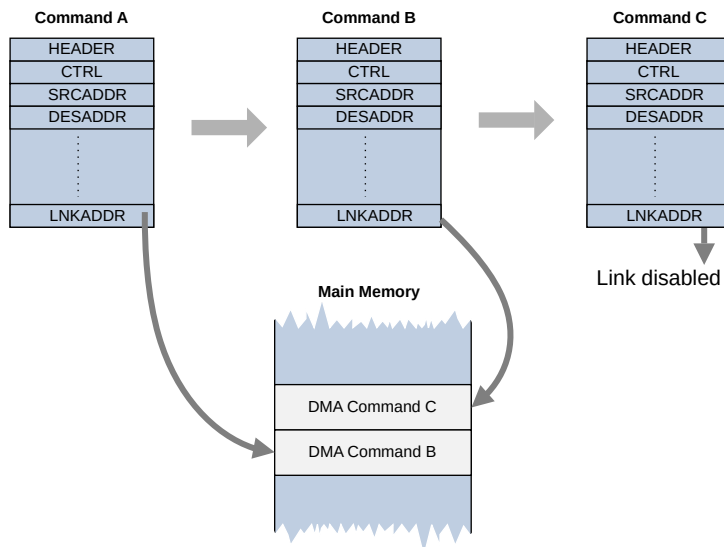 Command A
HEADER
CTRL
SRCADDR
DESADDR
LNKADDR
Command B
HEADER
CTRL
SRCADDR
DESADDR
LNKADDR
Command C
HEADER
CTRL
SRCADDR
DESADDR
LNKADDR
Link disabled
Main Memory
DMA Command C
DMA Command B